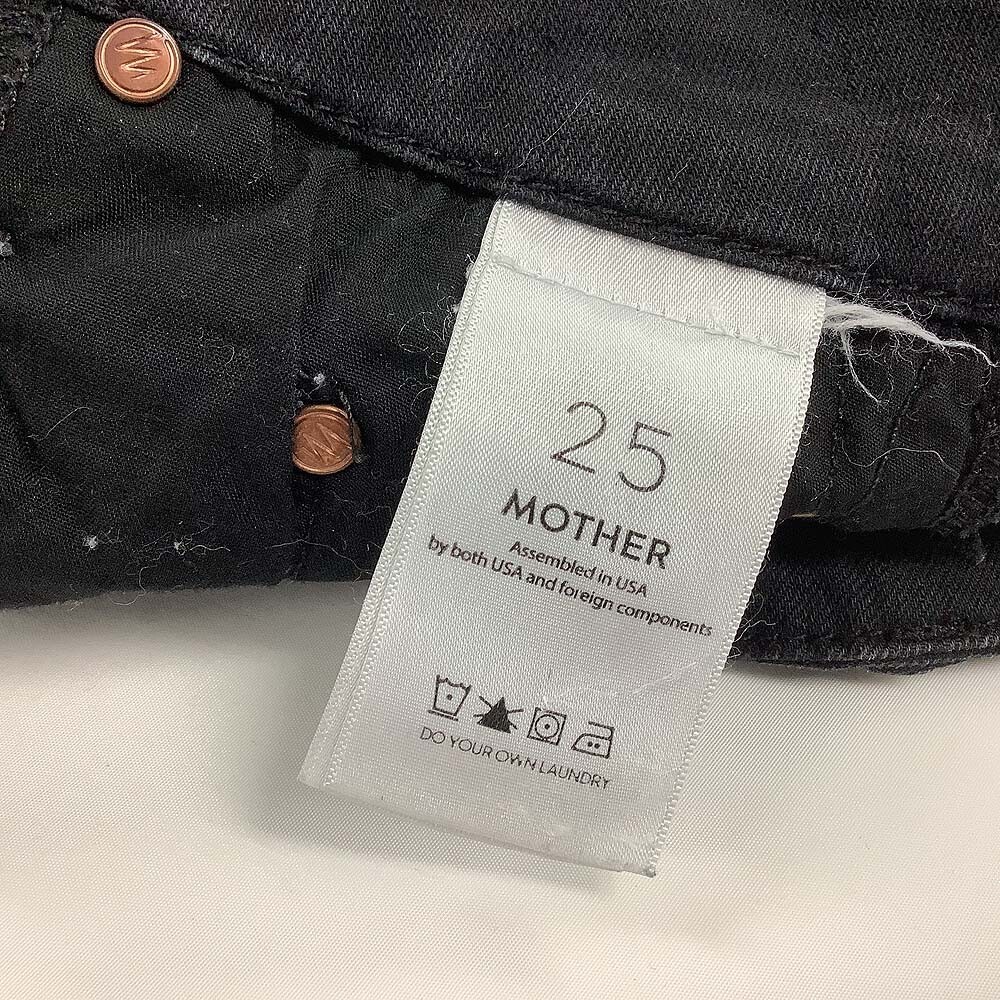 25
MOTHER
Assembled in USA
by both USA and foreign components
DO YOUR OWN LAUNDRY